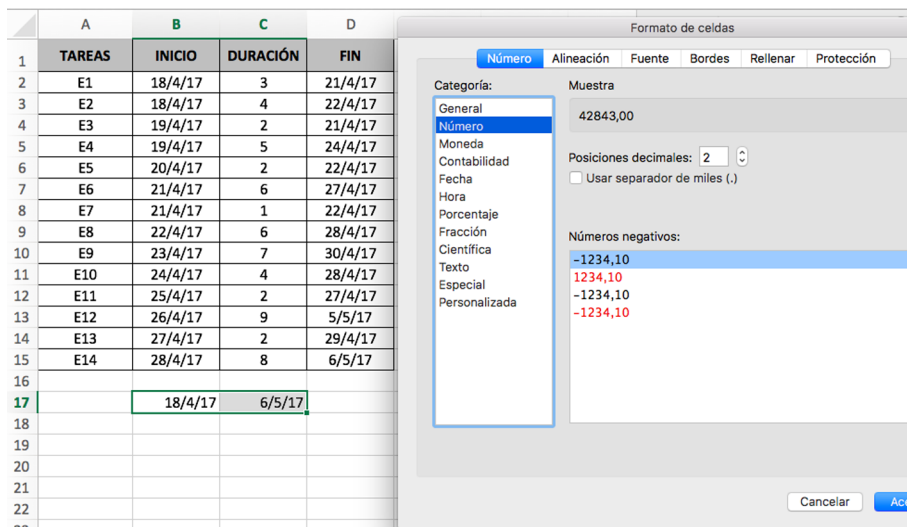 A B C D
1 TAREAS INICIO DURACIÓN FIN
2 E1 18/4/17 3 21/4/17
3 E2 18/4/17 4 22/4/17
4 E3 19/4/17 2 21/4/17
5 E4 19/4/17 5 24/4/17
6 E5 20/4/17 2 22/4/17
7 E6 21/4/17 6 27/4/17
8 E7 21/4/17 1 22/4/17
9 E8 22/4/17 6 28/4/17
10 E9 23/4/17 7 30/4/17
11 E10 24/4/17 4 28/4/17
12 E11 25/4/17 2 27/4/17
13 E12 26/4/17 9 5/5/17
14 E13 27/4/17 2 29/4/17
15 E14 28/4/17 8 6/5/17
16
17 18/4/17 6/5/17
18
19
20
21
22
Formato de celdas
Número Alineación Fuente Bordes Rellenar Protección
Categoría:
General
Número
Moneda
Contabilidad
Fecha
Hora
Porcentaje
Fracción
Científica
Texto
Especial
Personalizada
Muestra
42843,00
Posiciones decimales: 2
Usar separador de miles (.)
Números negativos:
-1234,10
1234,10
-1234,10
-1234,10
Cancelar